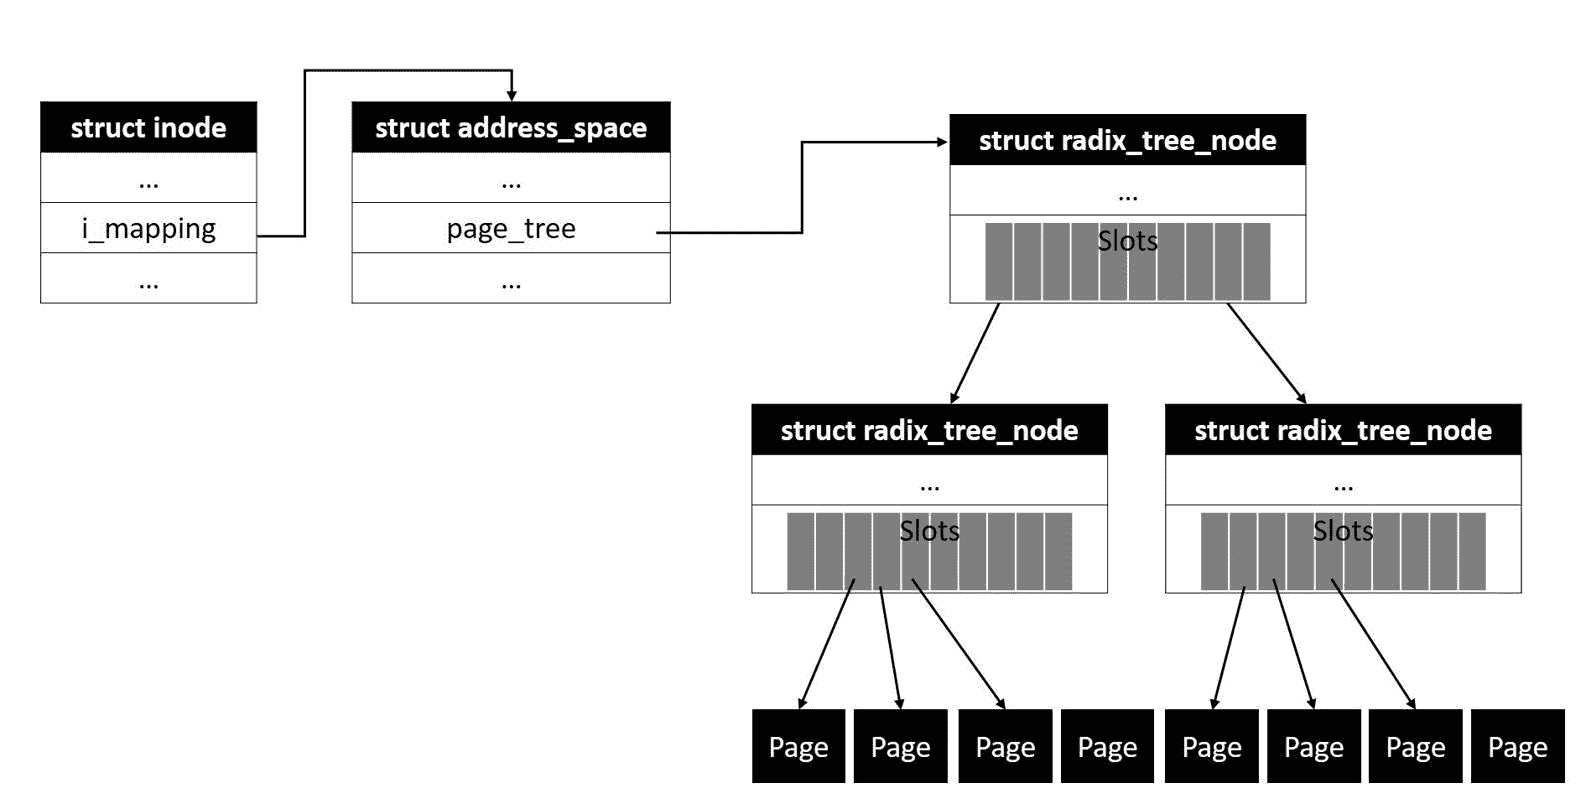 struct inode
...
i_mapping
...
struct address_space
...
page_tree
...
struct radix_tree_node
...
Slots
struct radix_tree_node
...
Slots
struct radix_tree_node
...
Slots
Page
Page
Page
Page
Page
Page
Page
Page